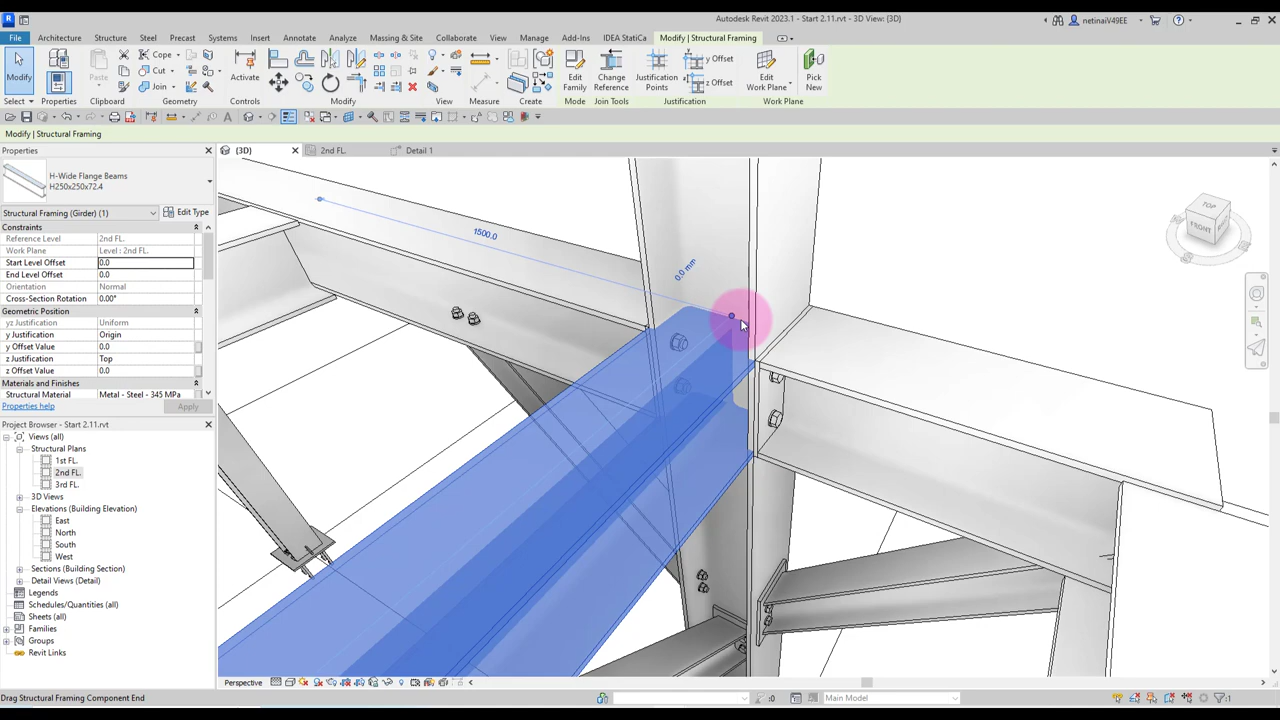 Autodesk Revit 2023.1 - Start 2.11.rvt - 3D View: {3D}
netinaiV49EE
File Architecture Structure Steel Precast Systems Insert Annotate Analyze Massing & Site Collaborate View Manage Add-Ins IDEA StatiCa Modify | Structural Framing
Modify
Paste
Cope
Cut
Join
Activate
Edit Family
Change Reference
Justification Points
y Offset
z Offset
Edit Work Plane
Pick New
Select Properties Clipboard Geometry Controls Modify View Measure Create Mode Join Tools Justification Work Plane
Modify | Structural Framing
Properties
{3D}
2nd FL.
Detail 1
H-Wide Flange Beams
H250x250x72.4
Structural Framing (Girder) (1)
Edit Type
Constraints
Reference Level 2nd FL.
Work Plane Level : 2nd FL.
Start Level Offset 0.0
End Level Offset 0.0
Orientation Normal
Cross-Section Rotation 0.00°
Geometric Position
yz Justification Uniform
y Justification Origin
y Offset Value 0.0
z Justification Top
z Offset Value 0.0
Materials and Finishes
Structural Material Metal - Steel - 345 MPa
Properties help
Apply
Project Browser - Start 2.11.rvt
Views (all)
Structural Plans
1st FL.
2nd FL.
3rd FL.
3D Views
Elevations (Building Elevation)
East
North
South
West
Sections (Building Section)
Detail Views (Detail)
Legends
Schedules/Quantities (all)
Sheets (all)
Families
Groups
Revit Links
1500.0
0.0 mm
TOP
FRONT
Perspective
Drag Structural Framing Component End
:0
Main Model
:1